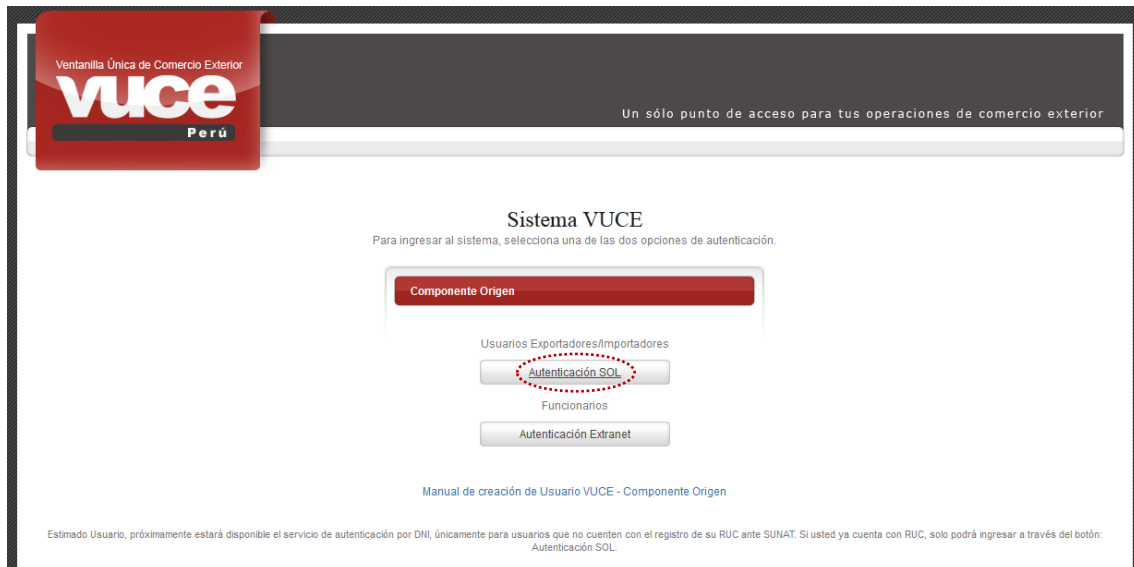 Ventanilla Única de Comercio Exterior
vuce
Perú
Un sólo punto de acceso para tus operaciones de comercio exterior
Sistema VUCE
Para ingresar al sistema, selecciona una de las dos opciones de autenticación.
Componente Origen
Usuarios Exportadores/Importadores
Autenticación SOL
Funcionarios
Autenticación Extranet
Manual de creación de Usuario VUCE - Componente Origen
Estimado Usuario, próximamente estará disponible el servicio de autenticación por DNI, únicamente para usuarios que no cuenten con el registro de su RUC ante SUNAT. Si usted ya cuenta con RUC, solo podrá ingresar a través del botón:
Autenticación SOL.